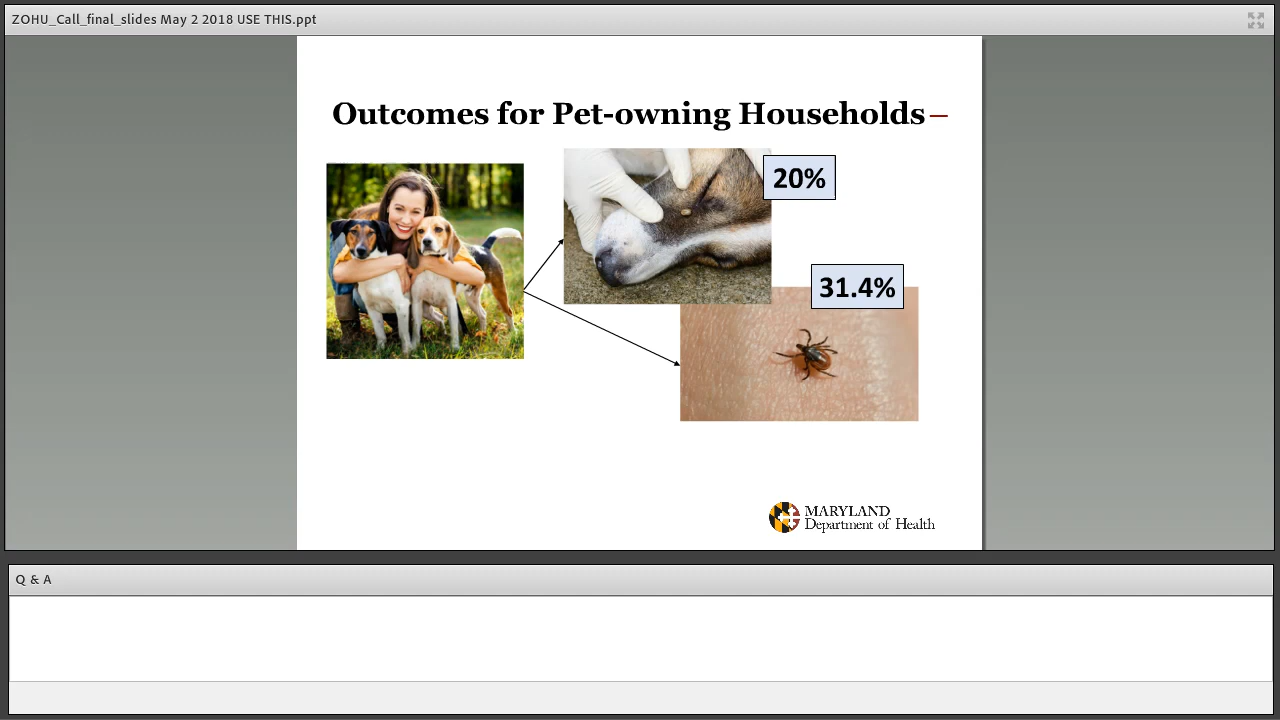 ZOHU_Call_final_slides May 2 2018 USE THIS.ppt
Outcomes for Pet-owning Households –
20%
31.4%
MARYLAND
Department of Health
Q & A